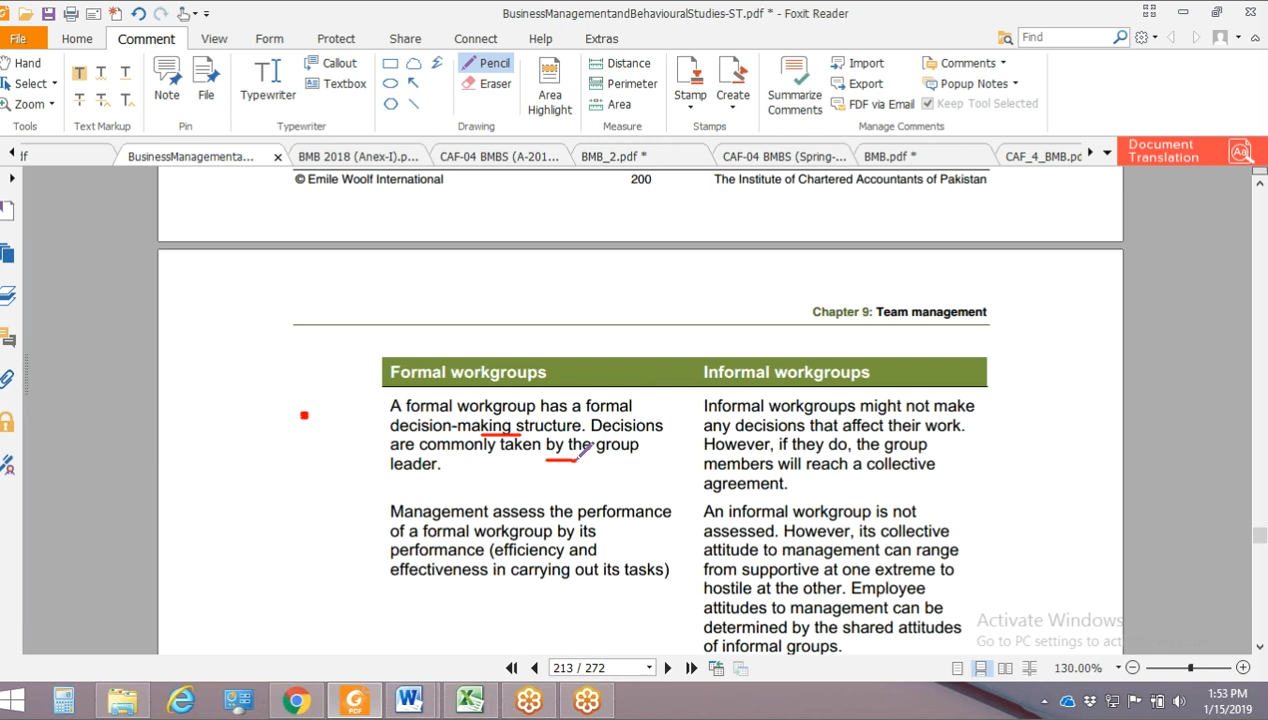 BusinessManagementandBehaviouralStudies-ST.pdf * - Foxit Reader
File Home Comment View Form Protect Share Connect Help Extras
Find
Hand
Select
Zoom
Tools
T T T
T T T
Text Markup
Note
File
Pin
Typewriter
Callout
Textbox
Typewriter
Pencil
Eraser
Area Highlight
Drawing
Distance
Perimeter
Area
Measure
Stamp
Create
Stamps
Summarize Comments
Import
Export
FDF via Email
Comments
Popup Notes
Keep Tool Selected
Manage Comments
df BusinessManagementa... BMB 2018 (Anex-I).p... CAF-04 BMBS (A-201... BMB_2.pdf * CAF-04 BMBS (Spring-... BMB.pdf * CAF_4_BMB.pd
Document
Translation
© Emile Woolf International 200 The Institute of Chartered Accountants of Pakistan
Chapter 9: Team management
Formal workgroups
A formal workgroup has a formal
decision-making structure. Decisions
are commonly taken by the group
leader.
Management assess the performance
of a formal workgroup by its
performance (efficiency and
effectiveness in carrying out its tasks)
Informal workgroups
Informal workgroups might not make
any decisions that affect their work.
However, if they do, the group
members will reach a collective
agreement.
An informal workgroup is not
assessed. However, its collective
attitude to management can range
from supportive at one extreme to
hostile at the other. Employee
attitudes to management can be
determined by the shared attitudes
of informal groups.
Activate Windows
Go to PC settings to
213 / 272
130.00%
1:53 PM
1/15/2019